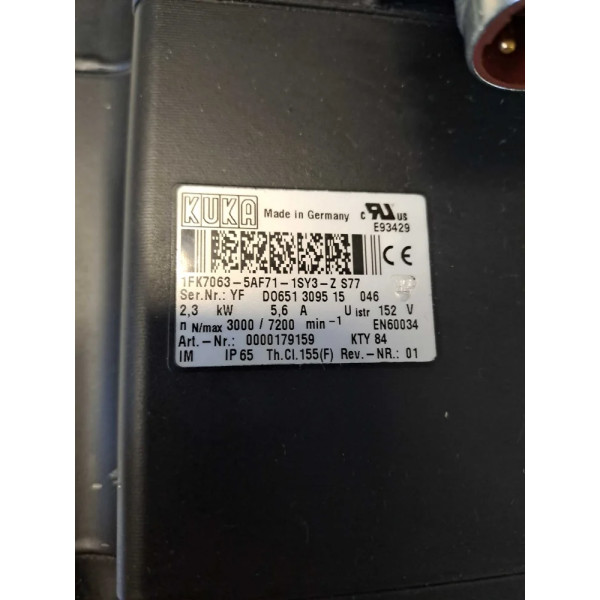 KUKA Made in Germany c RU US
E93429
1FK7063-5AF71-1SY3-Z S77
Ser.Nr.: YF D0651 3095 15 046
2,3 kW 5,6 A U istr 152 V
n N/max 3000 / 7200 min -1 EN60034
Art.-Nr.: 0000179159 KTY 84
IM IP 65 Th.Cl.155(F) Rev.-NR.: 01
CE